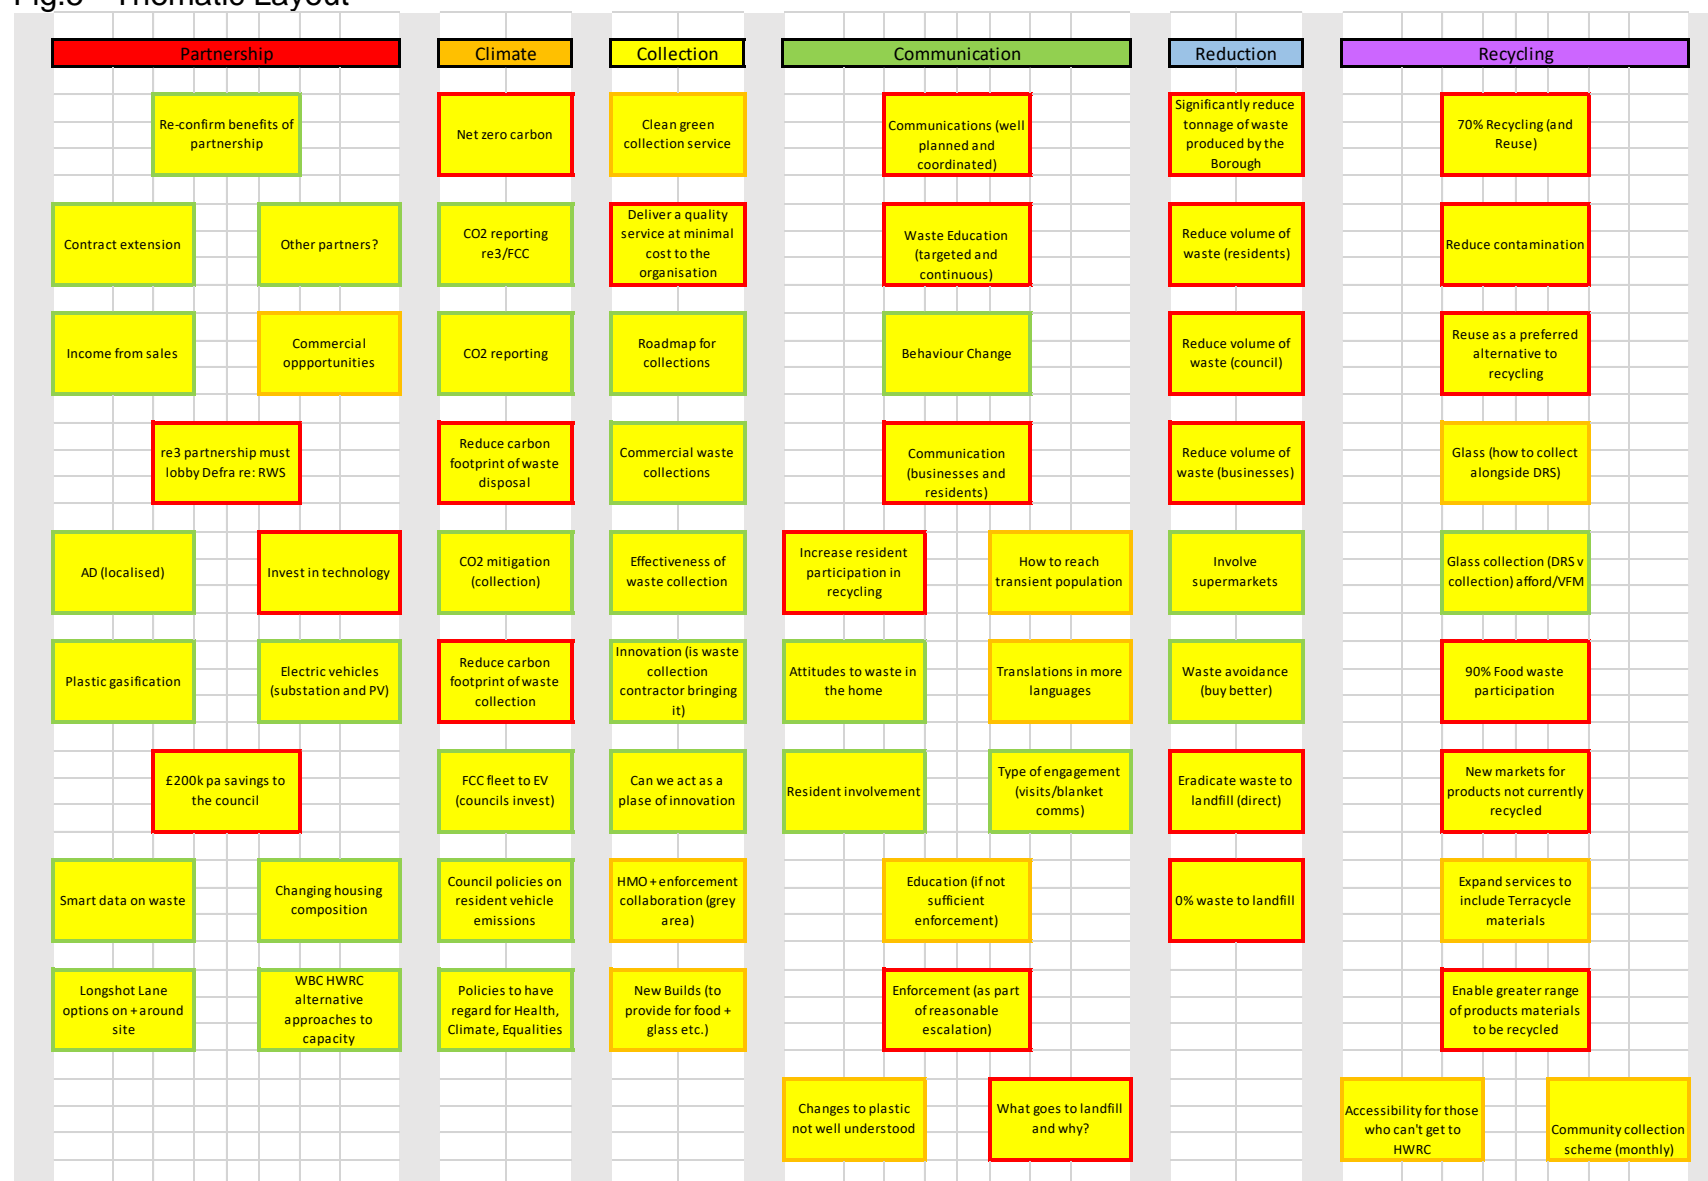 Fig.3 - Thematic Layout
Partnership
Climate
Collection
Communication
Reduction
Recycling
Re-confirm benefits of
partnership
Net zero carbon
Clean green
collection service
Communications (well
planned and
coordinated)
Significantly reduce
tonnage of waste
produced by the
Borough
70% Recycling (and
Reuse)
Contract extension
Other partners?
CO2 reporting
re3/FCC
Deliver a quality
service at minimal
cost to the
organisation
Waste Education
(targeted and
continuous)
Reduce volume of
waste (residents)
Reduce contamination
Income from sales
Commercial
oppportunities
CO2 reporting
Roadmap for
collections
Behaviour Change
Reduce volume of
waste (council)
Reuse as a preferred
alternative to
recycling
re3 partnership must
lobby Defra re: RWS
Reduce carbon
footprint of waste
disposal
Commercial waste
collections
Communication
(businesses and
residents)
Reduce volume of
waste (businesses)
Glass (how to collect
alongside DRS)
AD (localised)
Invest in technology
CO2 mitigation
(collection)
Effectiveness of
waste collection
Increase resident
participation in
recycling
How to reach
transient population
Involve
supermarkets
Glass collection (DRS v
collection) afford/VFM
Plastic gasification
Electric vehicles
(substation and PV)
Reduce carbon
footprint of waste
collection
Innovation (is waste
collection
contractor bringing
it)
Attitudes to waste in
the home
Translations in more
languages
Waste avoidance
(buy better)
90% Food waste
participation
£200k pa savings to
the council
FCC fleet to EV
(councils invest)
Can we act as a
plase of innovation
Resident involvement
Type of engagement
(visits/blanket
comms)
Eradicate waste to
landfill (direct)
New markets for
products not currently
recycled
Smart data on waste
Changing housing
composition
Council policies on
resident vehicle
emissions
HMO + enforcement
collaboration (grey
area)
Education (if not
sufficient
enforcement)
0% waste to landfill
Expand services to
include Terracycle
materials
Longshot Lane
options on + around
site
WBC HWRC
alternative
approaches to
capacity
Policies to have
regard for Health,
Climate, Equalities
New Builds (to
provide for food +
glass etc.)
Enforcement (as part
of reasonable
escalation)
Enable greater range
of products materials
to be recycled
Changes to plastic
not well understood
What goes to landfill
and why?
Accessibility for those
who can't get to
HWRC
Community collection
scheme (monthly)